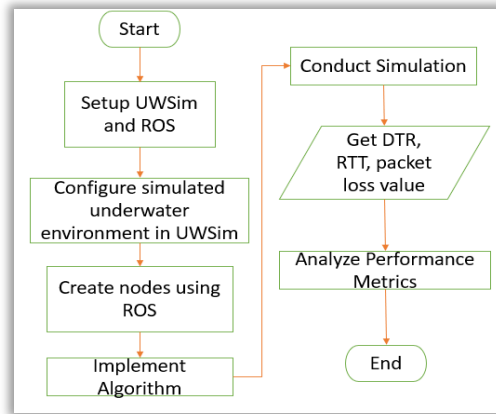 Start
Setup UWSim
and ROS
Configure simulated
underwater
environment in UWSim
Create nodes using
ROS
Implement
Algorithm
Conduct Simulation
Get DTR,
RTT, packet
loss value
Analyze Performance
Metrics
End